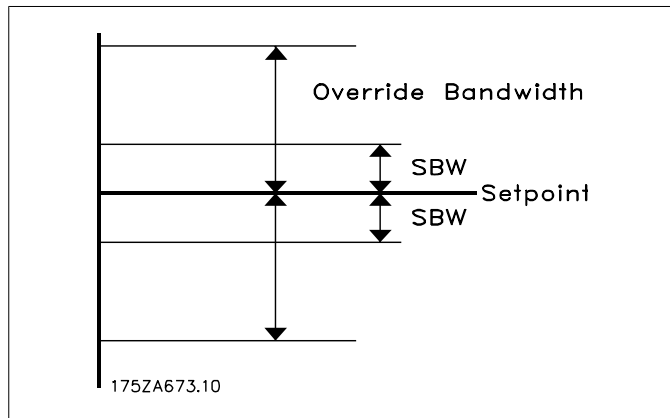 Override Bandwidth
SBW
Setpoint
SBW
175ZA673.10